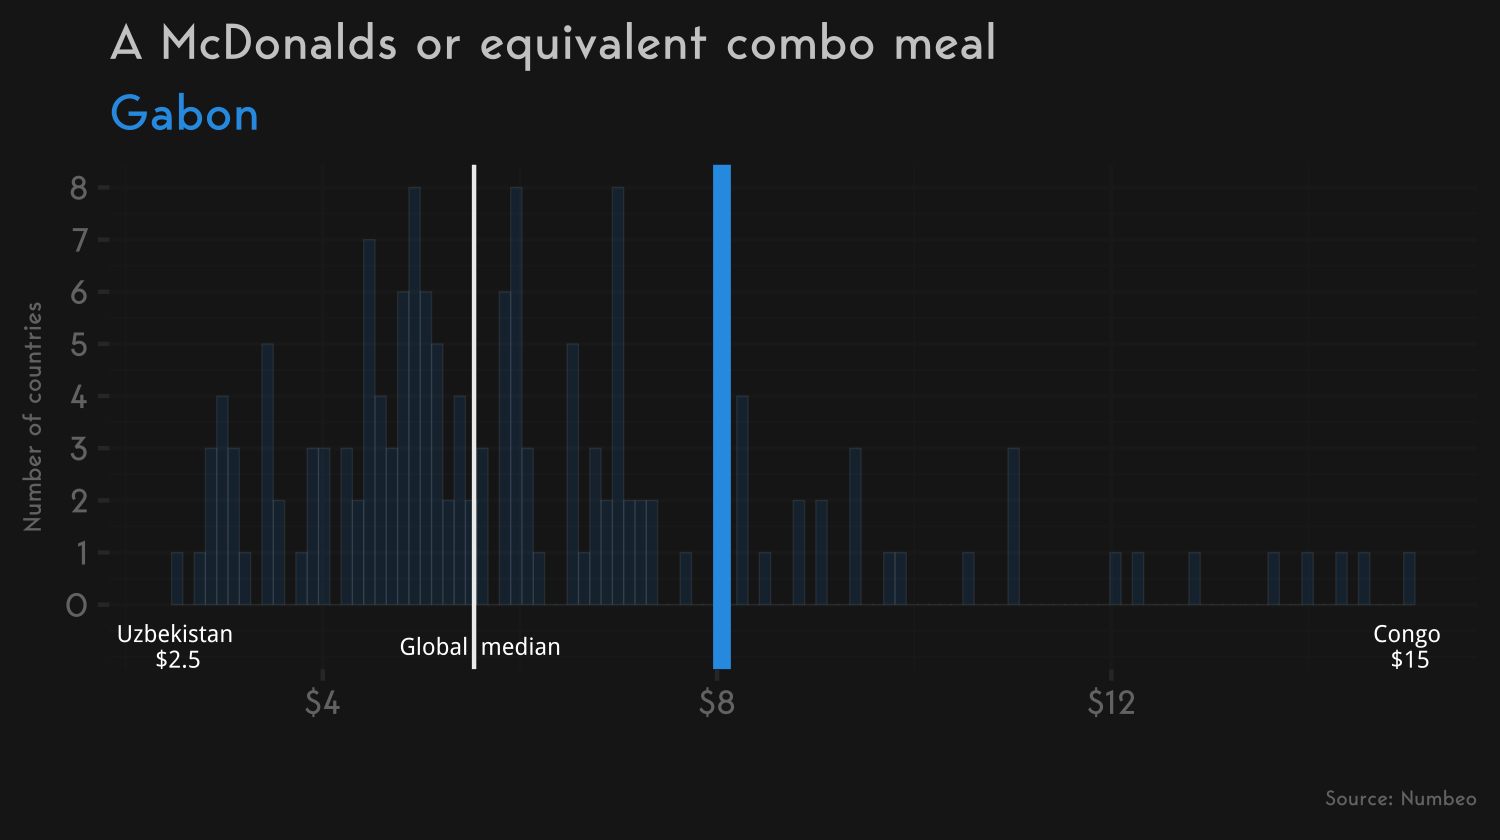 A McDonalds or equivalent combo meal
Gabon
Number of countries
8
7
6
5
4
3
2
1
0
Uzbekistan
$2.5
Global median
Congo
$15
$4
$8
$12
Source: Numbeo